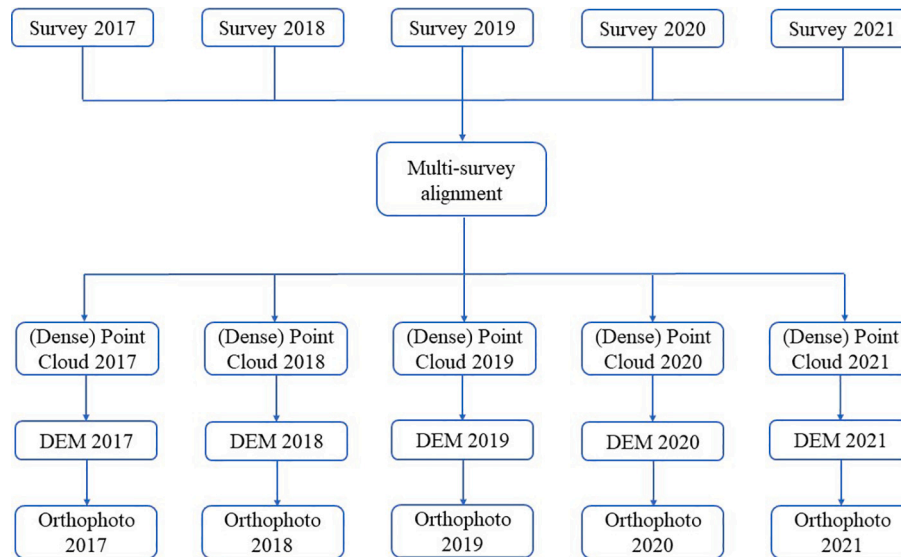 Survey 2017
Survey 2018
Survey 2019
Survey 2020
Survey 2021
Multi-survey
alignment
(Dense) Point
Cloud 2017
(Dense) Point
Cloud 2018
(Dense) Point
Cloud 2019
(Dense) Point
Cloud 2020
(Dense) Point
Cloud 2021
DEM 2017
DEM 2018
DEM 2019
DEM 2020
DEM 2021
Orthophoto
2017
Orthophoto
2018
Orthophoto
2019
Orthophoto
2020
Orthophoto
2021